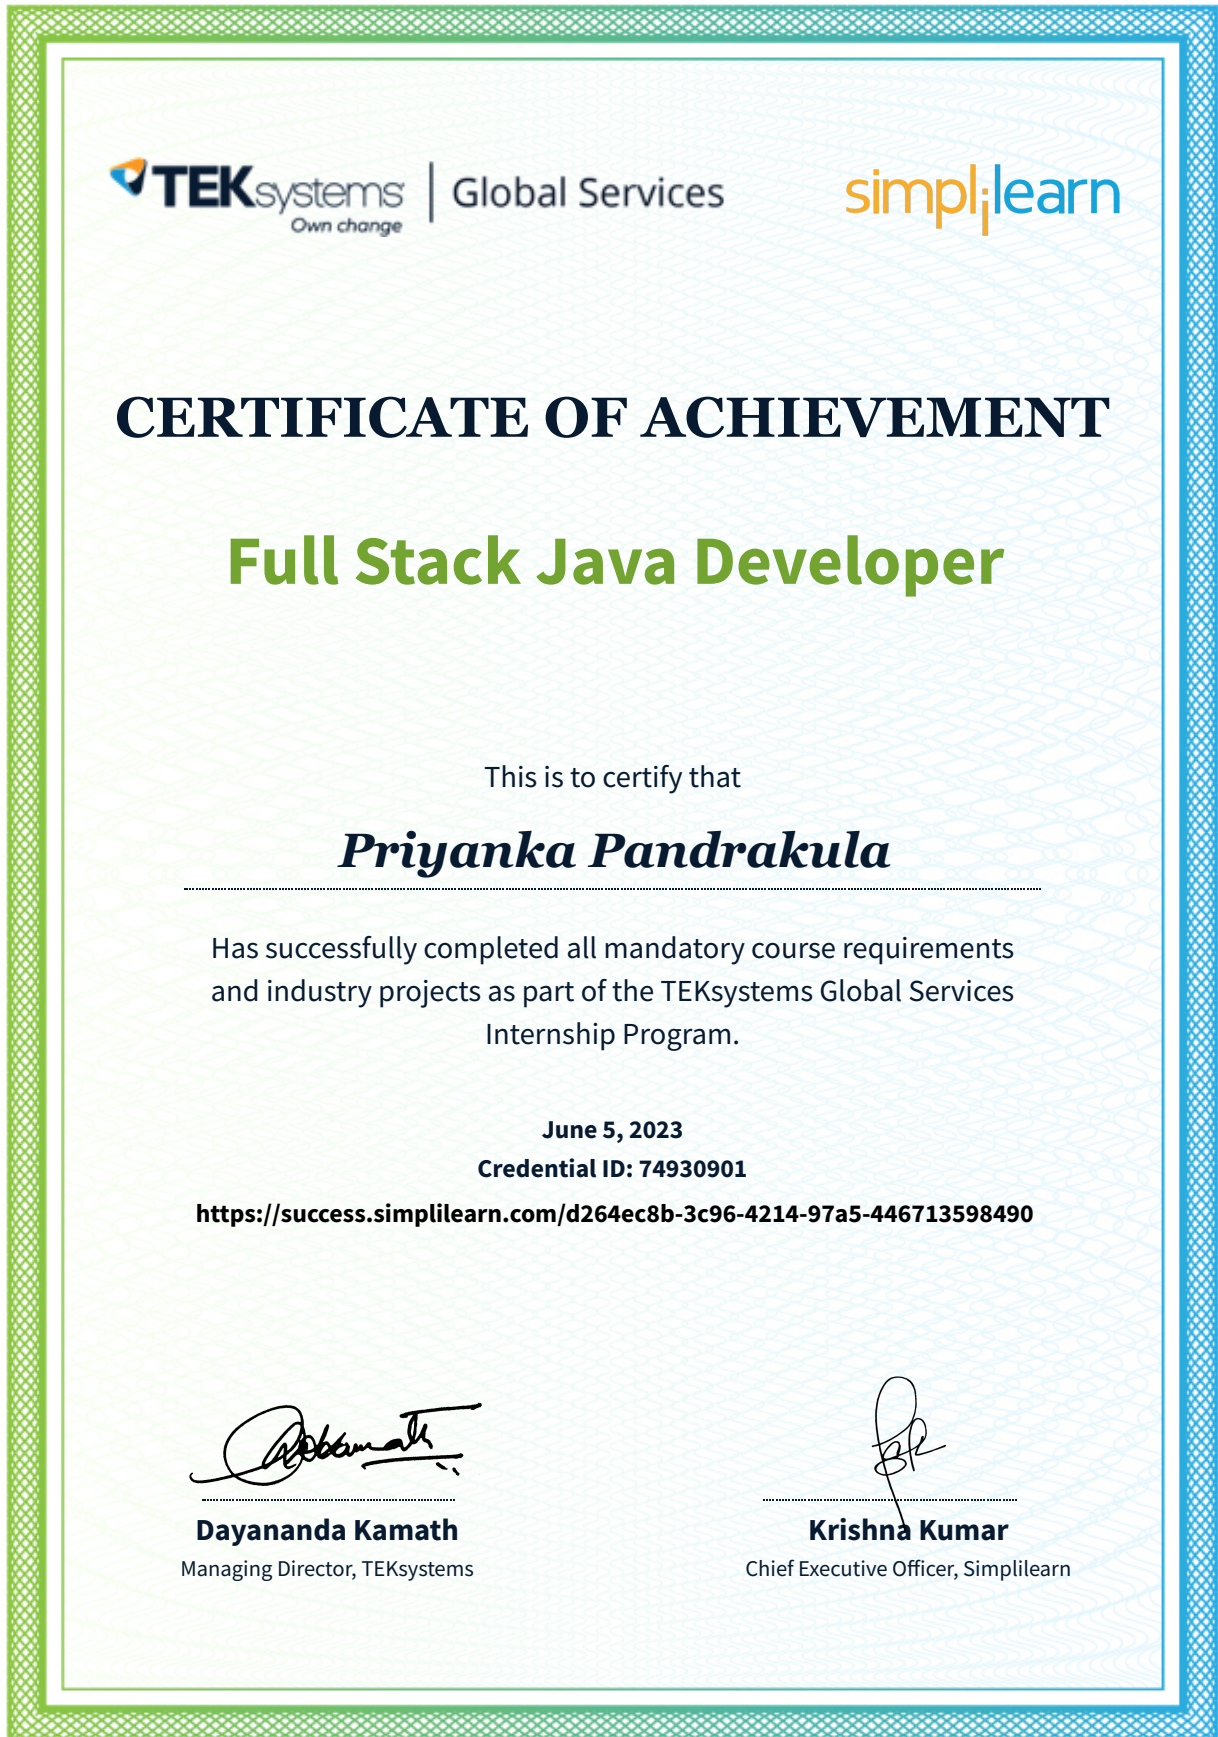 TEKsystems | Global Services
Own change
simplilearn
CERTIFICATE OF ACHIEVEMENT
Full Stack Java Developer
This is to certify that
Priyanka Pandrakula
Has successfully completed all mandatory course requirements
and industry projects as part of the TEKsystems Global Services
Internship Program.
June 5, 2023
Credential ID: 74930901
https://success.simplilearn.com/d264ec8b-3c96-4214-97a5-446713598490
Dayananda Kamath
Managing Director, TEKsystems
Krishna Kumar
Chief Executive Officer, Simplilearn